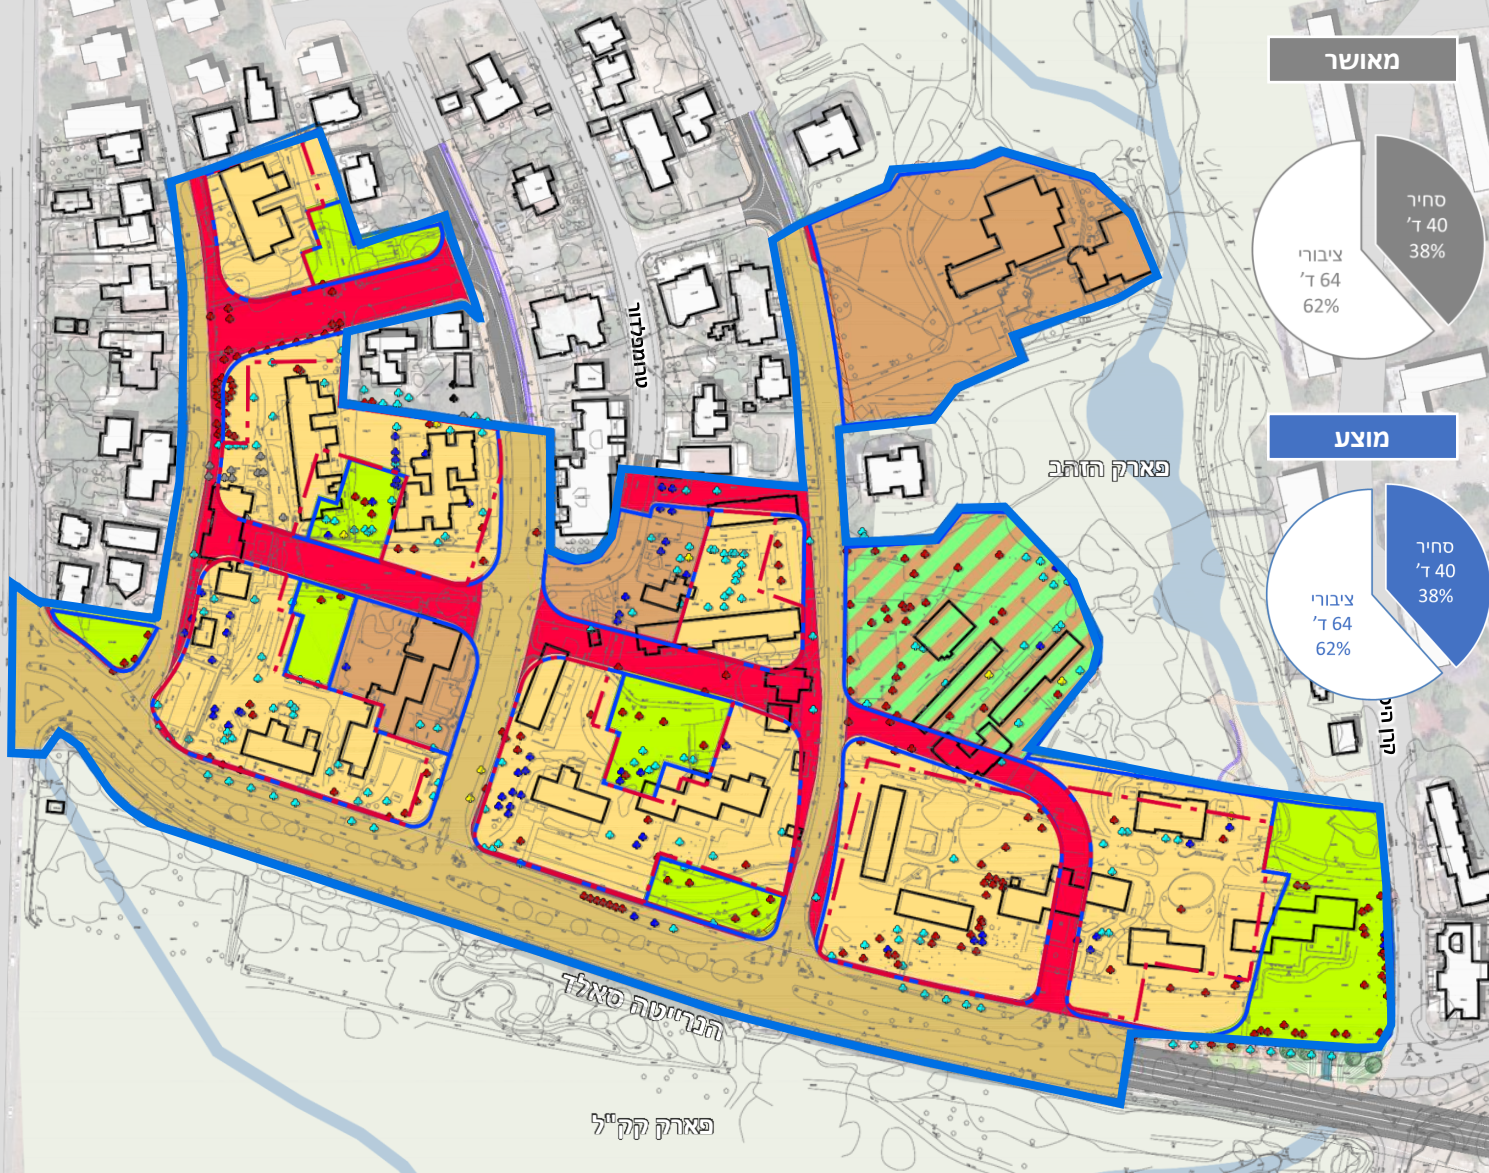 מאושר
סחיר
40 ד'
38%
ציבורי
64 ד'
62%
מוצע
סחיר
40 ד'
38%
ציבורי
64 ד'
62%
טרומפלדור
פארק הזהב
הנרייטה סאלד
פארק קק"ל
קרן